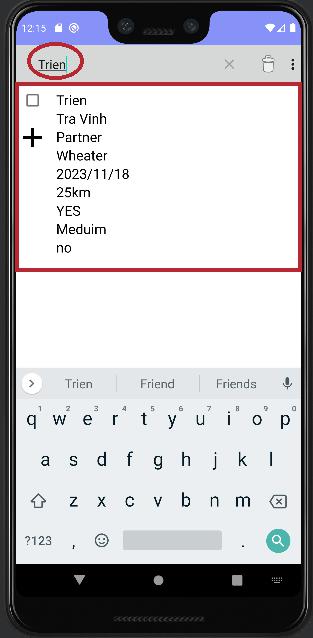 12:15
Trien
Trien
Tra Vinh
Partner
Wheater
2023/11/18
25km
YES
Meduim
no
Trien Friend Friends
1 2 3 4 5 6 7 8 9 0
q w e r t y u i o p
a s d f g h j k l
z x c v b n m
?123 , .